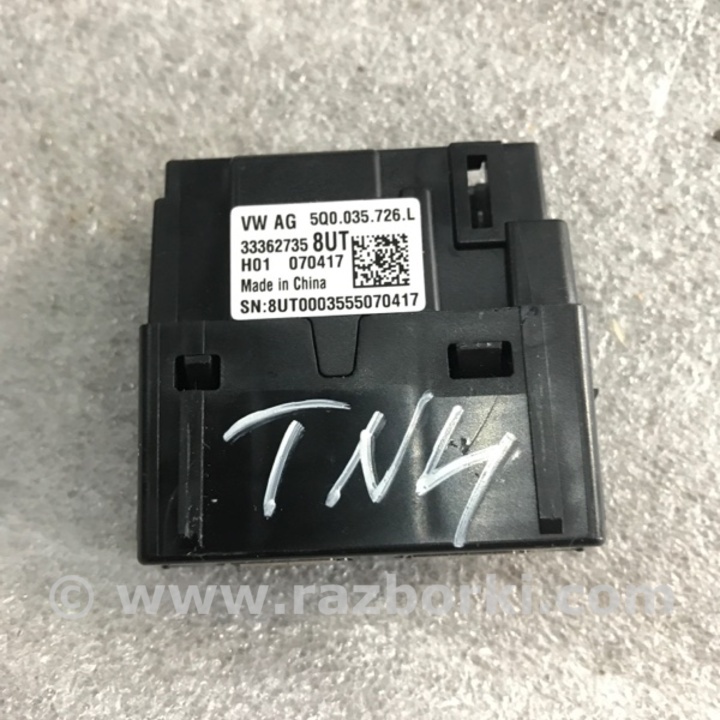 VW AG 5Q0.035.726.L
33362735 8UT
H01 070417
Made in China
SN:8UT0003555070417
TN4
© www.razborki.com